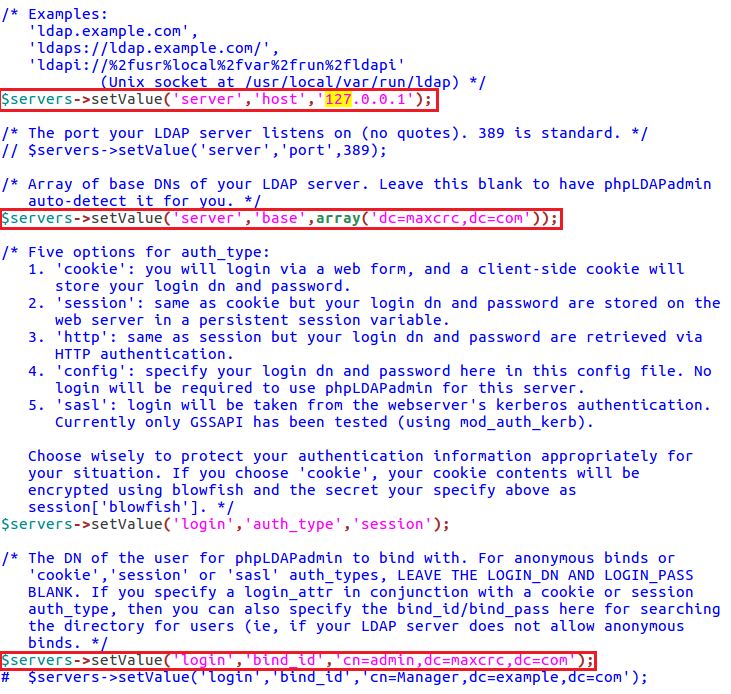 /* Examples:
   'ldap.example.com',
   'ldaps://ldap.example.com/',
   'ldapi://%2fusr%local%2fvar%2frun%2fldapi'
           (Unix socket at /usr/local/var/run/ldap) */
$servers->setValue('server','host','127.0.0.1');

/* The port your LDAP server listens on (no quotes). 389 is standard. */
// $servers->setValue('server','port',389);

/* Array of base DNs of your LDAP server. Leave this blank to have phpLDAPadmin
   auto-detect it for you. */
$servers->setValue('server','base',array('dc=maxcrc,dc=com'));

/* Five options for auth_type:
   1. 'cookie': you will login via a web form, and a client-side cookie will
      store your login dn and password.
   2. 'session': same as cookie but your login dn and password are stored on the
      web server in a persistent session variable.
   3. 'http': same as session but your login dn and password are retrieved via
      HTTP authentication.
   4. 'config': specify your login dn and password here in this config file. No
      login will be required to use phpLDAPadmin for this server.
   5. 'sasl': login will be taken from the webserver's kerberos authentication.
      Currently only GSSAPI has been tested (using mod_auth_kerb).

   Choose wisely to protect your authentication information appropriately for
   your situation. If you choose 'cookie', your cookie contents will be
   encrypted using blowfish and the secret your specify above as
   session['blowfish']. */
$servers->setValue('login','auth_type','session');

/* The DN of the user for phpLDAPadmin to bind with. For anonymous binds or
   'cookie','session' or 'sasl' auth_types, LEAVE THE LOGIN_DN AND LOGIN_PASS
   BLANK. If you specify a login_attr in conjunction with a cookie or session
   auth_type, then you can also specify the bind_id/bind_pass here for searching
   the directory for users (ie, if your LDAP server does not allow anonymous
   binds. */
$servers->setValue('login','bind_id','cn=admin,dc=maxcrc,dc=com');
#  $servers->setValue('login','bind_id','cn=Manager,dc=example,dc=com');